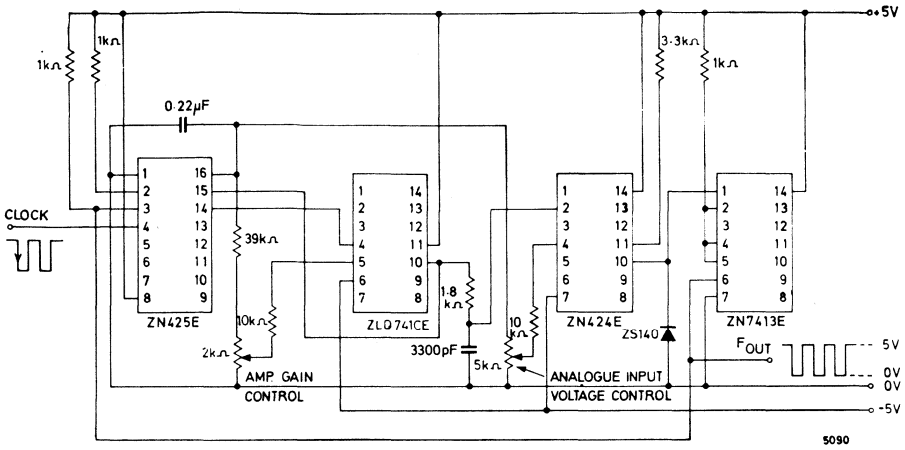 +5V
1kΩ
1kΩ
3·3kΩ
1kΩ
0·22µF
1 16
2 15
3 14
4 13
5 12
6 11
7 10
8 9
ZN425E
CLOCK
1 14
2 13
3 12
4 11
5 10
6 9
7 8
ZLD741CE
1 14
2 13
3 12
4 11
5 10
6 9
7 8
ZN424E
1 14
2 13
3 12
4 11
5 10
6 9
7 8
ZN7413E
39kΩ
10kΩ
2kΩ
1·8 kΩ
3300pF
10 kΩ
5kΩ
ZS140
AMP. GAIN
CONTROL
ANALOGUE INPUT
VOLTAGE CONTROL
FOUT
5V
0V
0V
-5V
5090